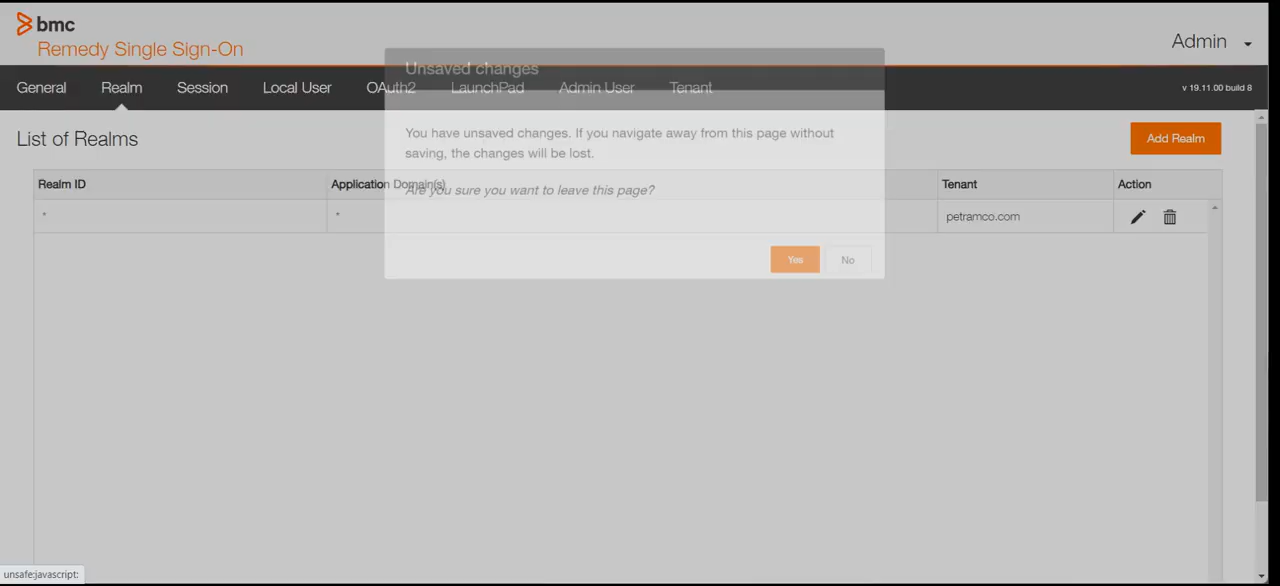 bmc
Remedy Single Sign-On
Admin
General Realm Session Local User OAuth2 LaunchPad Admin User Tenant v 19.11.00 build 8
Unsaved changes
You have unsaved changes. If you navigate away from this page without
saving, the changes will be lost.
Are you sure you want to leave this page?
Yes No
List of Realms
Add Realm
Realm ID Application Domain(s) Tenant Action
* * petramco.com
unsafe:javascript: